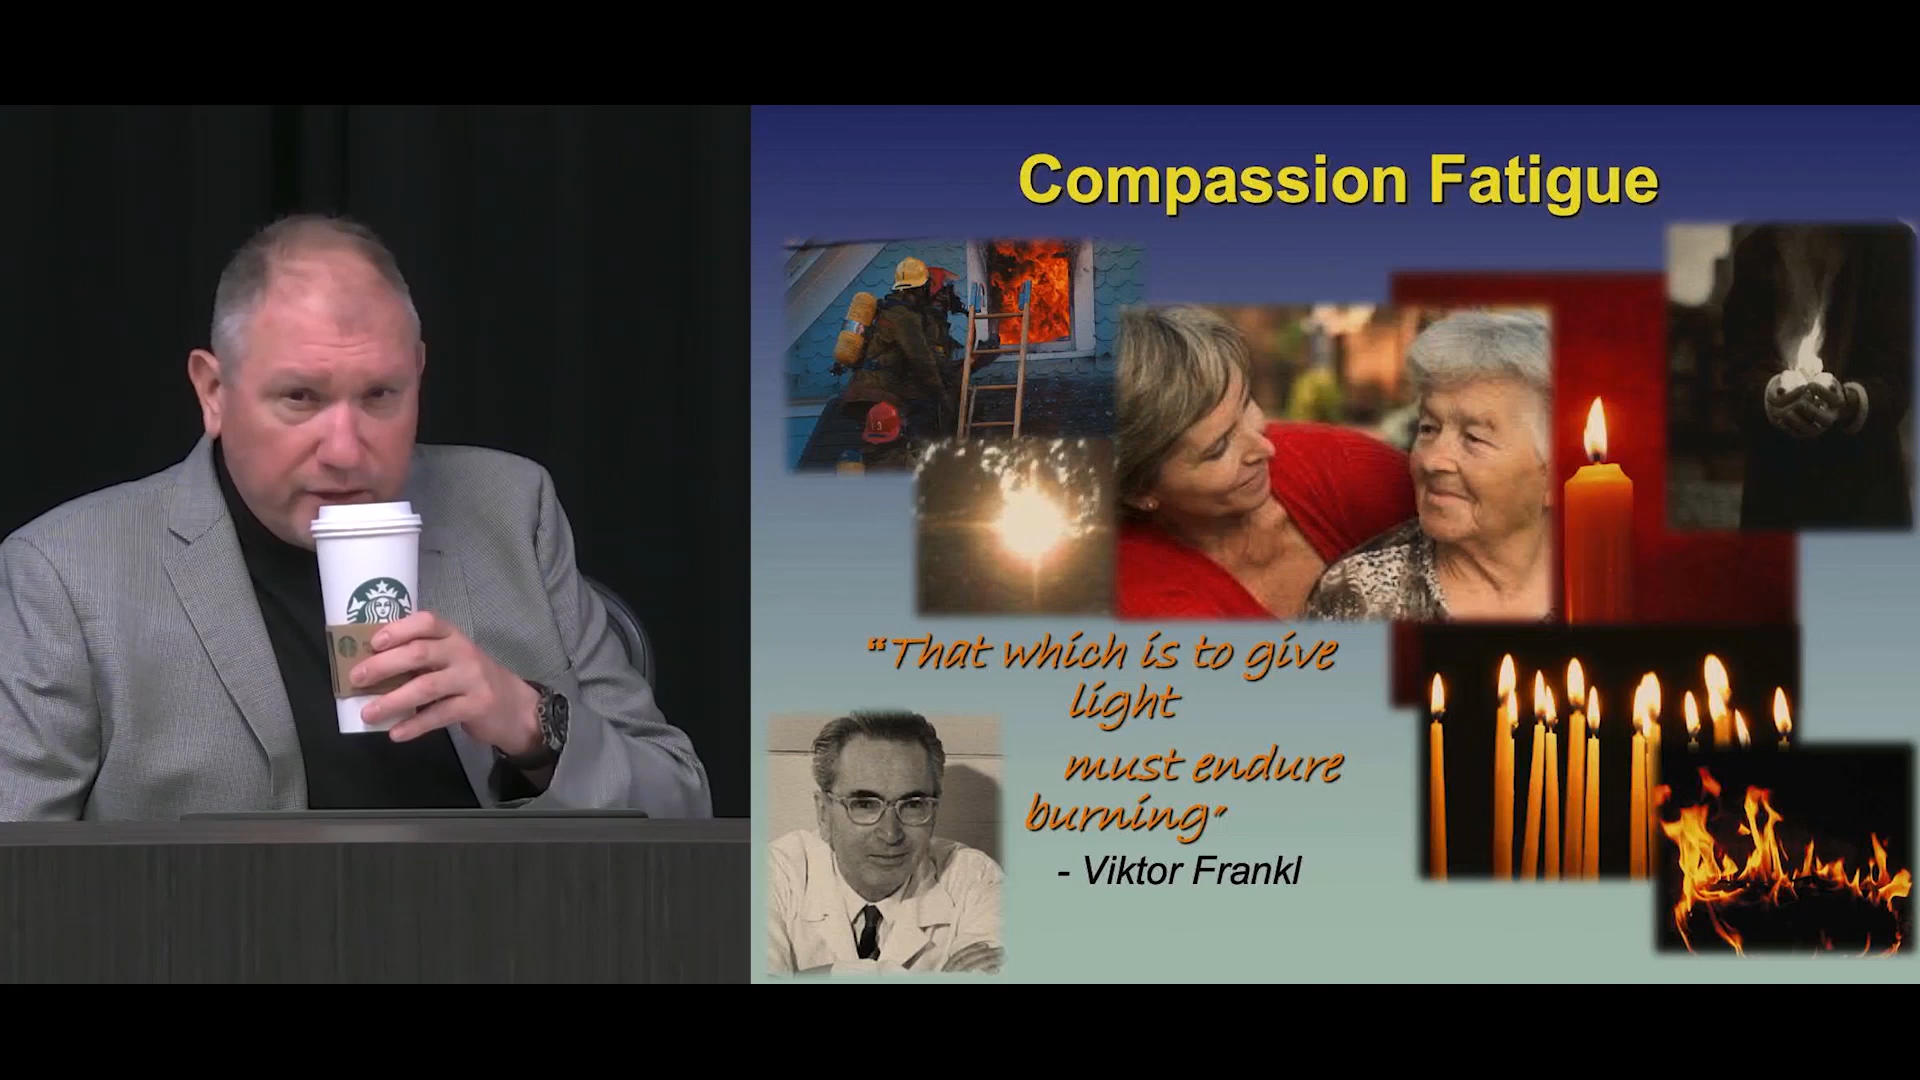 Compassion Fatigue
“That which is to give
light
must endure
burning”
- Viktor Frankl